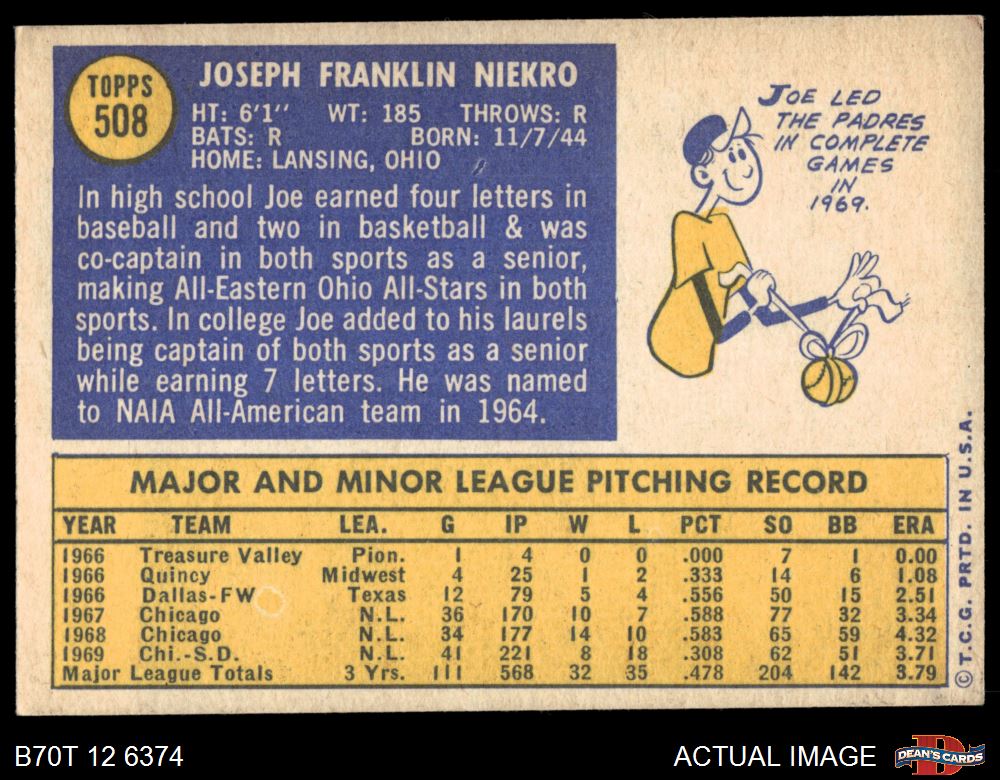 TOPPS
508
JOSEPH FRANKLIN NIEKRO
HT: 6'1" WT: 185 THROWS: R
BATS: R BORN: 11/7/44
HOME: LANSING, OHIO
In high school Joe earned four letters in
baseball and two in basketball & was
co-captain in both sports as a senior,
making All-Eastern Ohio All-Stars in both
sports. In college Joe added to his laurels
being captain of both sports as a senior
while earning 7 letters. He was named
to NAIA All-American team in 1964.
JOE LED
THE PADRES
IN COMPLETE
GAMES
IN
1969.
MAJOR AND MINOR LEAGUE PITCHING RECORD
YEAR TEAM LEA. G IP W L PCT SO BB ERA
1966 Treasure Valley Pion. 1 4 0 0 .000 7 1 0.00
1966 Quincy Midwest 4 25 1 2 .333 14 6 1.08
1966 Dallas-FW Texas 12 79 5 4 .556 50 15 2.51
1967 Chicago N.L. 36 170 10 7 .588 77 32 3.34
1968 Chicago N.L. 34 177 14 10 .583 65 59 4.32
1969 Chi.-S.D. N.L. 41 221 8 18 .308 62 51 3.71
Major League Totals 3 Yrs. 111 568 32 35 .478 204 142 3.79
© T.C.G. PRTD. IN U.S.A.
B70T 12 6374
ACTUAL IMAGE
DEAN'S CARDS